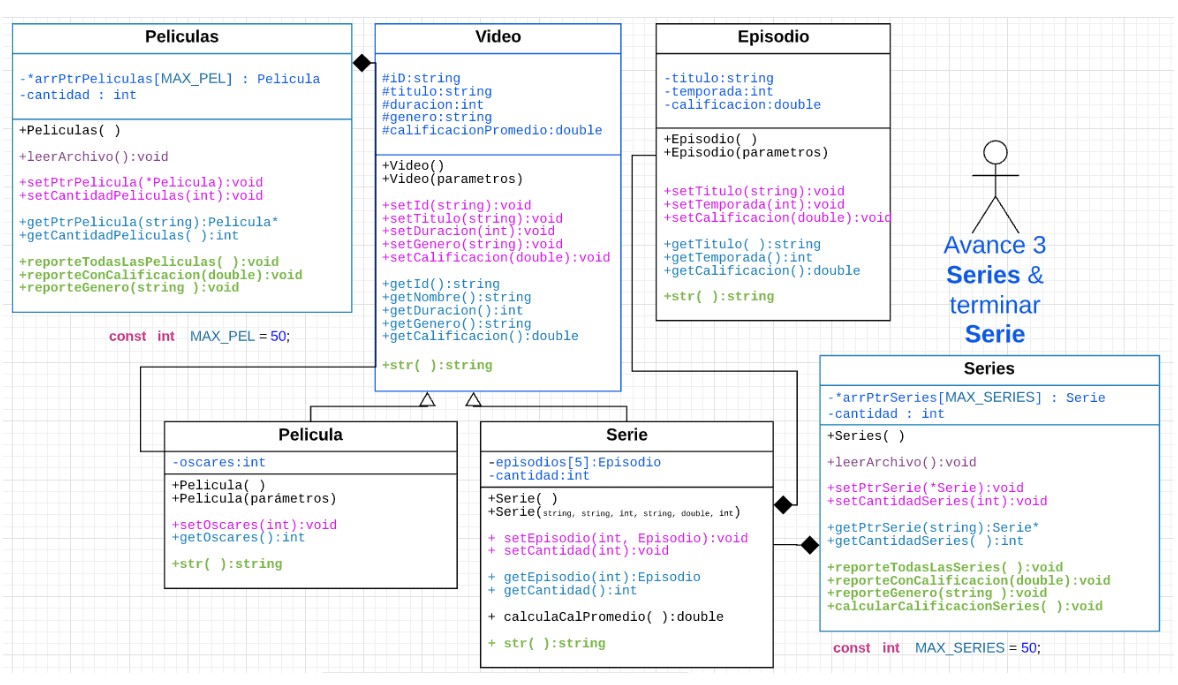 Peliculas
-*arrPtrPeliculas[MAX_PEL] : Pelicula
-cantidad : int
+Peliculas( )
+leerArchivo():void
+setPtrPelicula(*Pelicula):void
+setCantidadPeliculas(int):void
+getPtrPelicula(string):Pelicula*
+getCantidadPeliculas( ):int
+reporteTodasLasPeliculas( ):void
+reporteConCalificacion(double):void
+reporteGenero(string ):void
const int MAX_PEL = 50;
Video
#iD:string
#titulo:string
#duracion:int
#genero:string
#calificacionPromedio:double
+Video()
+Video(parametros)
+setId(string):void
+setTitulo(string):void
+setDuracion(int):void
+setGenero(string):void
+setCalificacion(double):void
+getId():string
+getNombre():string
+getDuracion():int
+getGenero():string
+getCalificacion():double
+str( ):string
Episodio
-titulo:string
-temporada:int
-calificacion:double
+Episodio( )
+Episodio(parametros)
+setTitulo(string):void
+setTemporada(int):void
+setCalificacion(double):void
+getTitulo( ):string
+getTemporada():int
+getCalificacion():double
+str( ):string
Avance 3
Series &
terminar
Serie
Pelicula
-oscares:int
+Pelicula( )
+Pelicula(parámetros)
+setOscares(int):void
+getOscares():int
+str( ):string
Serie
-episodios[5]:Episodio
-cantidad:int
+Serie( )
+Serie(string, string, int, string, double, int)
+ setEpisodio(int, Episodio):void
+ setCantidad(int):void
+ getEpisodio(int):Episodio
+ getCantidad():int
+ calculaCalPromedio( ):double
+ str( ):string
Series
-*arrPtrSeries[MAX_SERIES] : Serie
-cantidad : int
+Series( )
+leerArchivo():void
+setPtrSerie(*Serie):void
+setCantidadSeries(int):void
+getPtrSerie(string):Serie*
+getCantidadSeries( ):int
+reporteTodasLasSeries( ):void
+reporteConCalificacion(double):void
+reporteGenero(string ):void
+calcularCalificacionSeries( ):void
const int MAX_SERIES = 50;